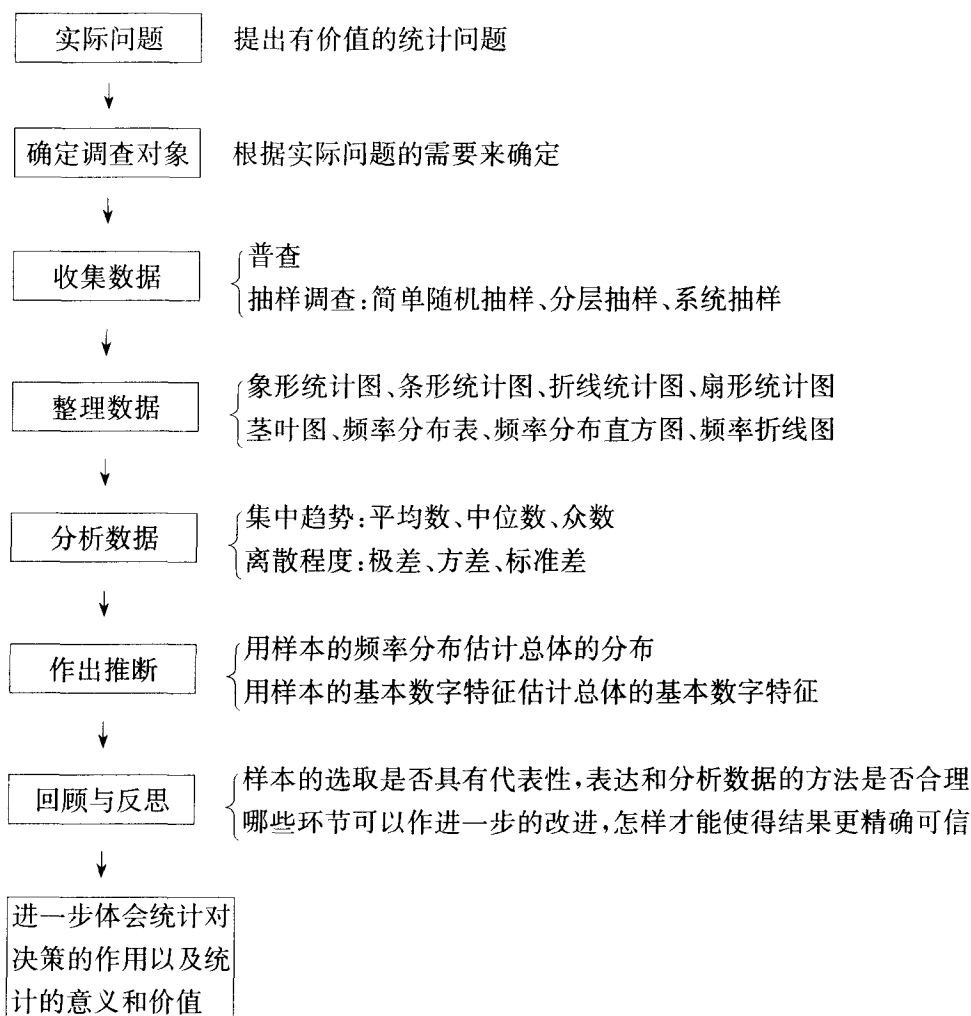 实际问题 提出有价值的统计问题
确定调查对象 根据实际问题的需要来确定
收集数据
普查
抽样调查:简单随机抽样、分层抽样、系统抽样
整理数据
象形统计图、条形统计图、折线统计图、扇形统计图
茎叶图、频率分布表、频率分布直方图、频率折线图
分析数据
集中趋势:平均数、中位数、众数
离散程度:极差、方差、标准差
作出推断
用样本的频率分布估计总体的分布
用样本的基本数字特征估计总体的基本数字特征
回顾与反思
样本的选取是否具有代表性,表达和分析数据的方法是否合理
哪些环节可以作进一步的改进,怎样才能使得结果更精确可信
进一步体会统计对
决策的作用以及统
计的意义和价值